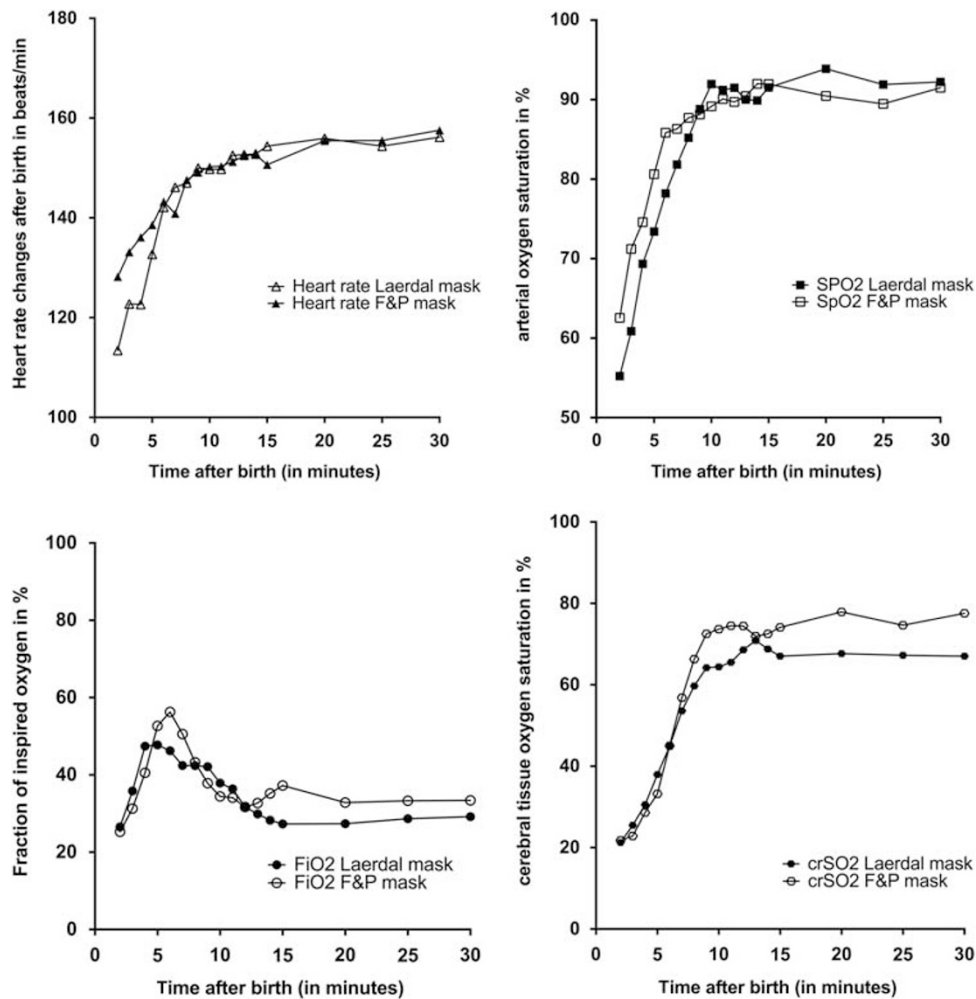 Heart rate changes after birth in beats/min
180
160
140
120
100
0 5 10 15 20 25 30
Time after birth (in minutes)
Heart rate Laerdal mask
Heart rate F&P mask
arterial oxygen saturation in %
100
90
80
70
60
50
0 5 10 15 20 25 30
Time after birth (in minutes)
SPO2 Laerdal mask
SpO2 F&P mask
Fraction of inspired oxygen in %
100
80
60
40
20
0
0 5 10 15 20 25 30
Time after birth (in minutes)
FiO2 Laerdal mask
FiO2 F&P mask
cerebral tissue oxygen saturation in %
100
80
60
40
20
0
0 5 10 15 20 25 30
Time after birth (in minutes)
crSO2 Laerdal mask
crSO2 F&P mask